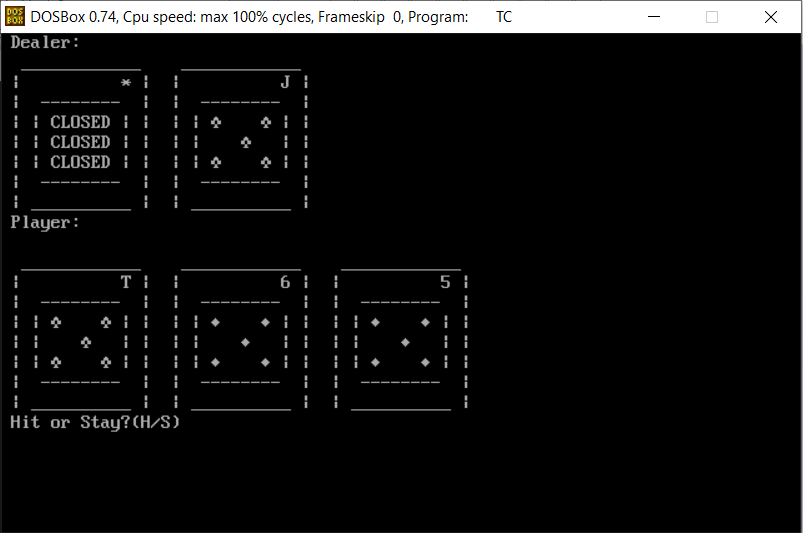 DOSBox 0.74, Cpu speed: max 100% cycles, Frameskip 0, Program: TC
Dealer:
* J
CLOSED
CLOSED
CLOSED
Player:
T 6 5
Hit or Stay?(H/S)